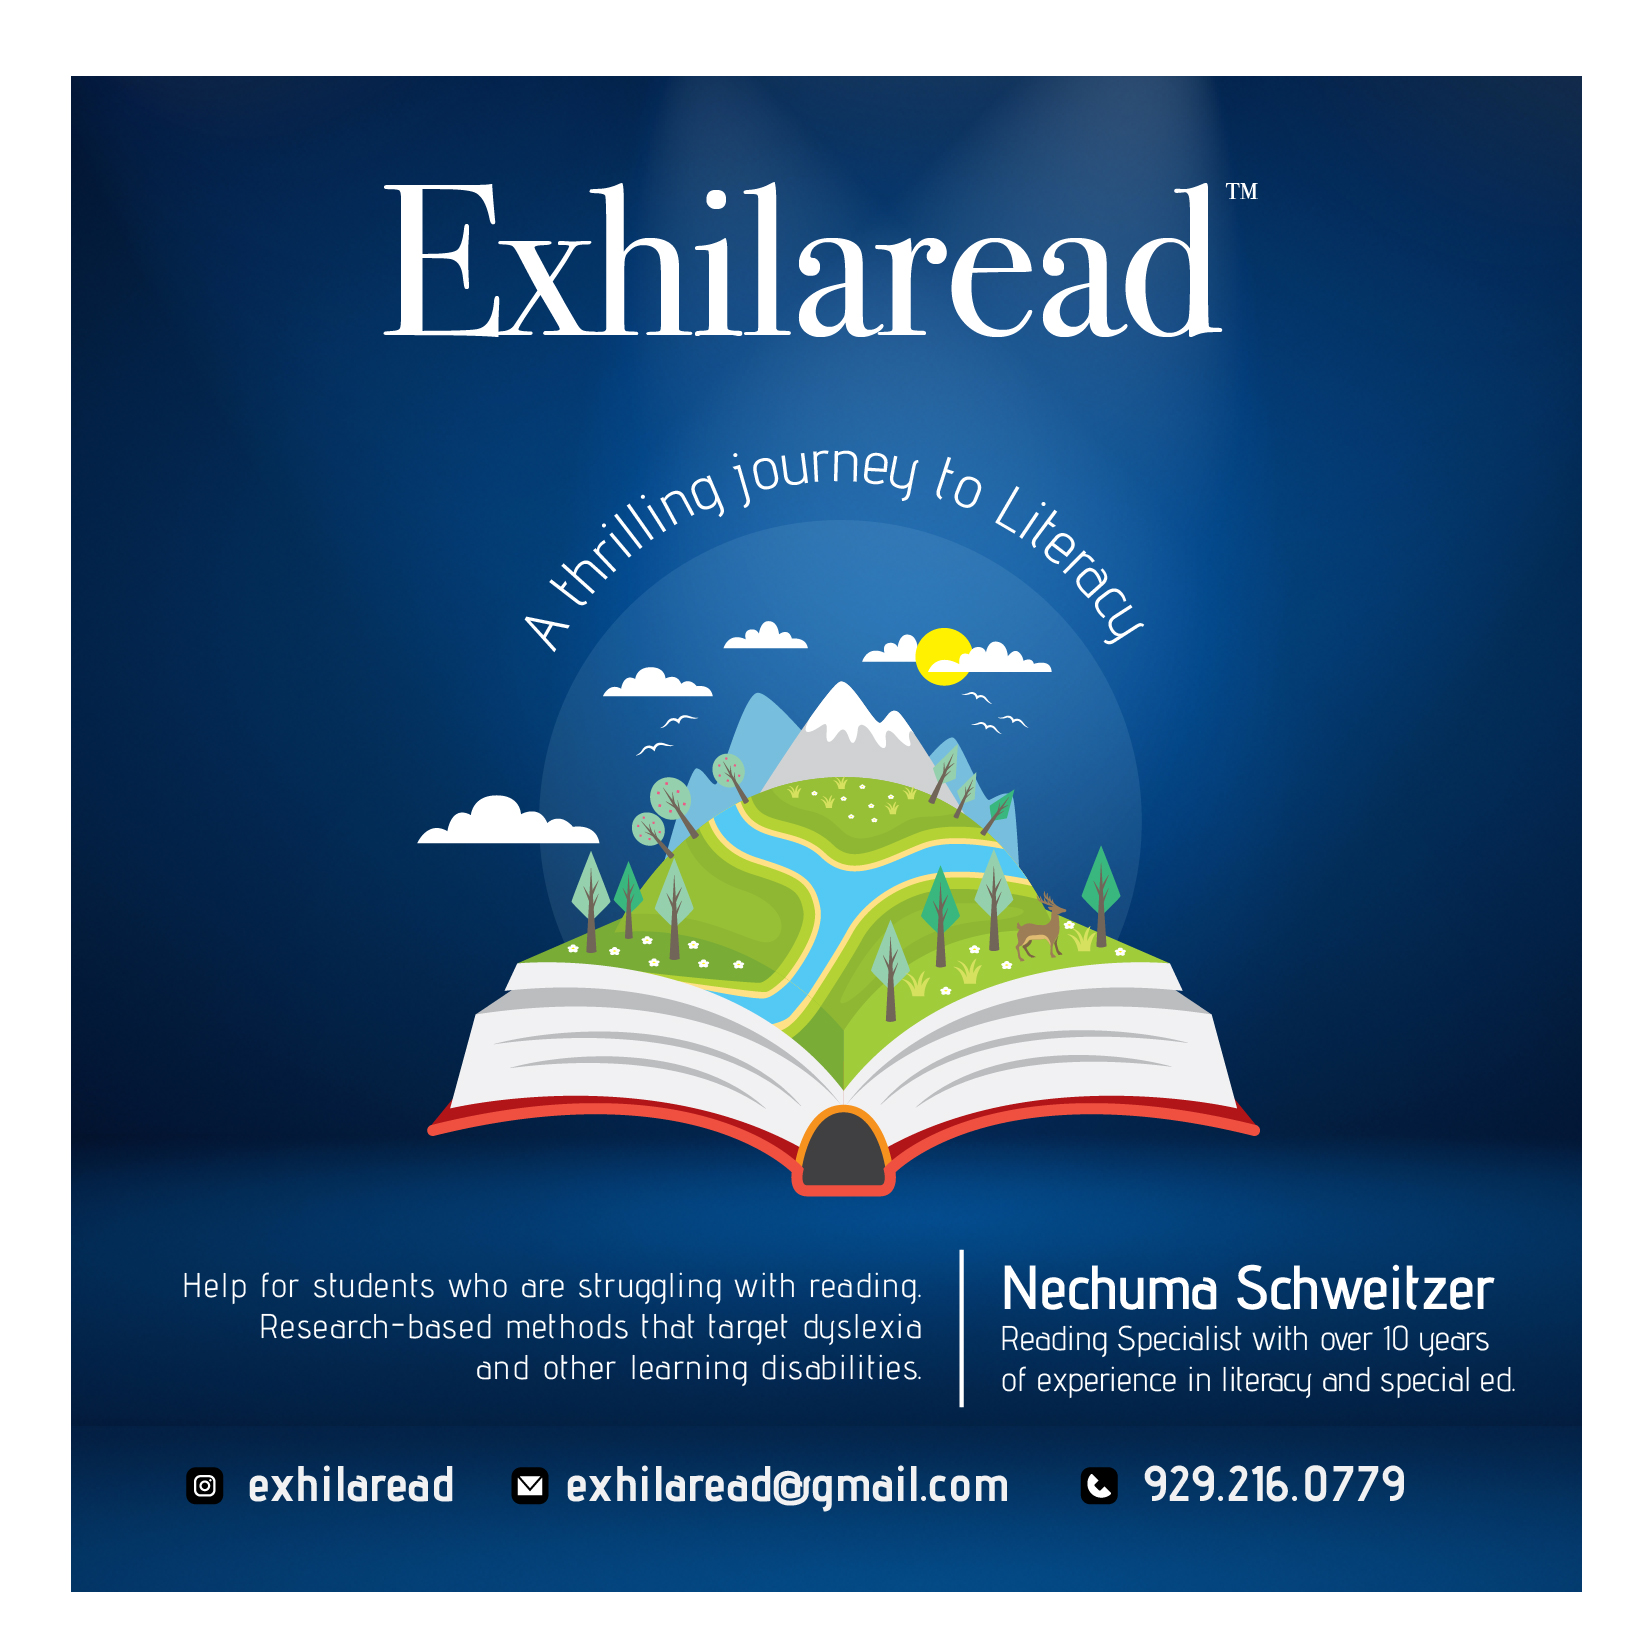 Exhilaread™
A thrilling journey to Literacy
Help for students who are struggling with reading.
Research-based methods that target dyslexia
and other learning disabilities.
Nechuma Schweitzer
Reading Specialist with over 10 years
of experience in literacy and special ed.
exhilaread
exhilaread@gmail.com
929.216.0779